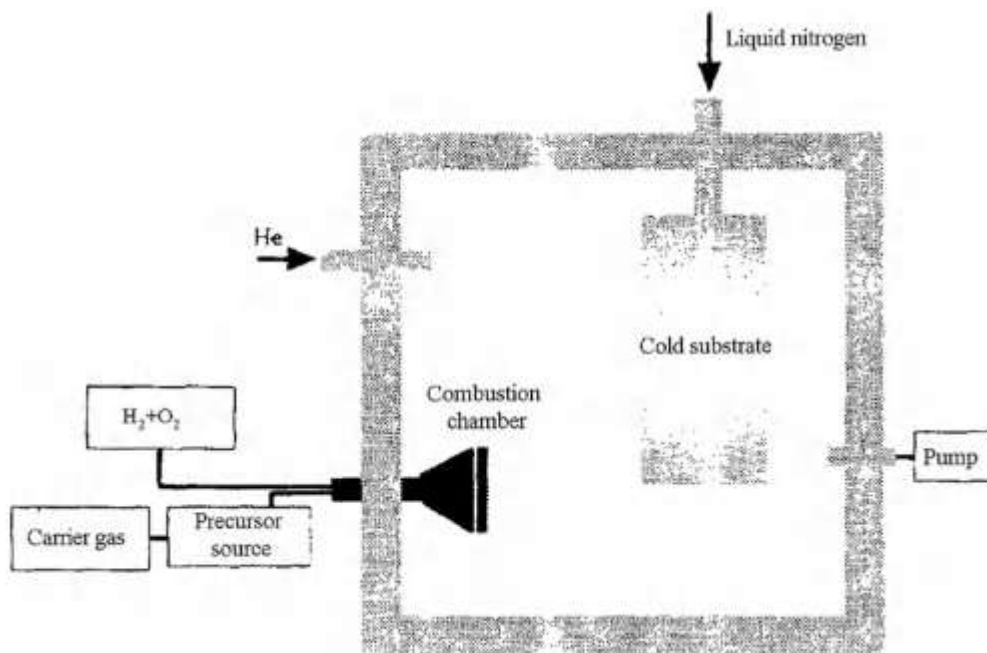 Liquid nitrogen
He
Cold substrate
Combustion
chamber
H₂+O₂
Pump
Carrier gas
Precursor
source